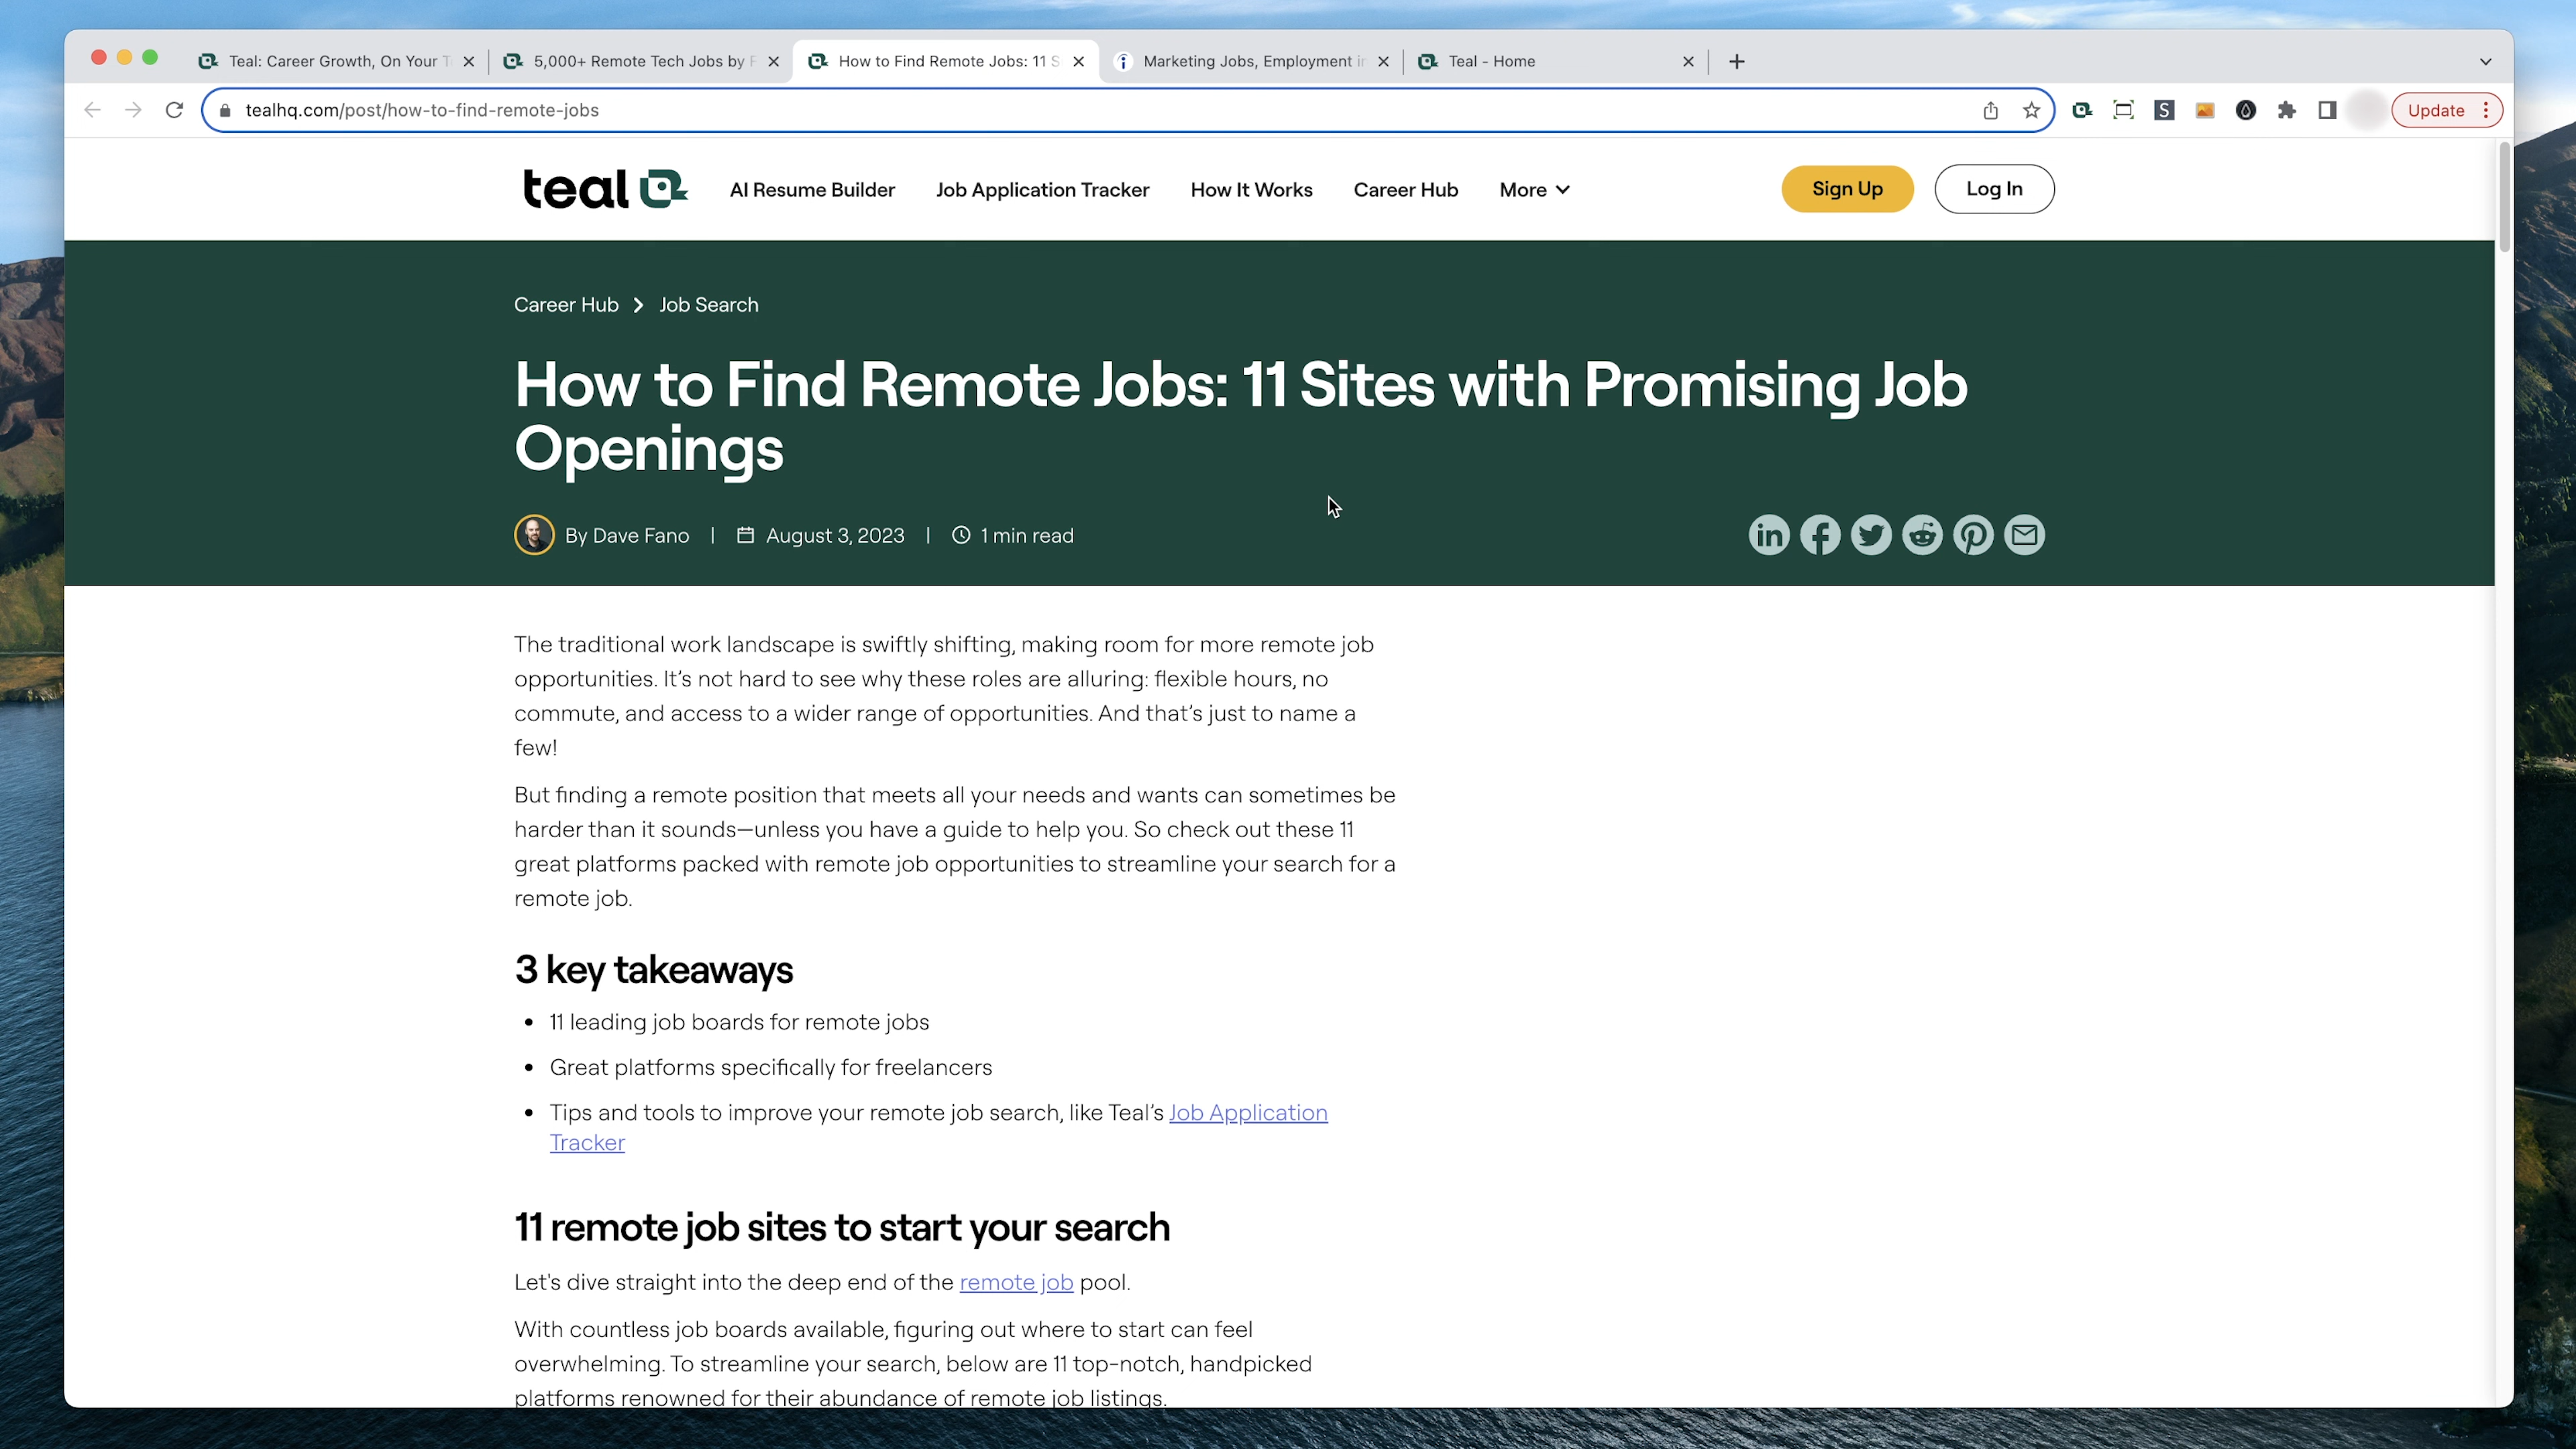 Teal: Career Growth, On Your T
5,000+ Remote Tech Jobs by F
How to Find Remote Jobs: 11 S
Marketing Jobs, Employment in
Teal - Home
tealhq.com/post/how-to-find-remote-jobs
S
Update
teal
AI Resume Builder
Job Application Tracker
How It Works
Career Hub
More
Sign Up
Log In
Career Hub
Job Search
How to Find Remote Jobs: 11 Sites with Promising Job
Openings
By Dave Fano | August 3, 2023 | 1 min read
The traditional work landscape is swiftly shifting, making room for more remote job
opportunities. It’s not hard to see why these roles are alluring: flexible hours, no
commute, and access to a wider range of opportunities. And that’s just to name a
few!
But finding a remote position that meets all your needs and wants can sometimes be
harder than it sounds—unless you have a guide to help you. So check out these 11
great platforms packed with remote job opportunities to streamline your search for a
remote job.
3 key takeaways
• 11 leading job boards for remote jobs
• Great platforms specifically for freelancers
• Tips and tools to improve your remote job search, like Teal’s Job Application
Tracker
11 remote job sites to start your search
Let's dive straight into the deep end of the remote job pool.
With countless job boards available, figuring out where to start can feel
overwhelming. To streamline your search, below are 11 top-notch, handpicked
platforms renowned for their abundance of remote job listings.